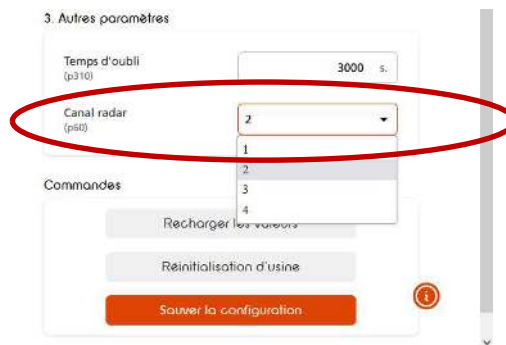 3. Autres paramètres
Temps d'oubli
(p310)
3000 s.
Canal radar
(p60)
2
1
2
3
4
Commandes
Recharger les valeurs
Réinitialisation d'usine
Sauver la configuration
i